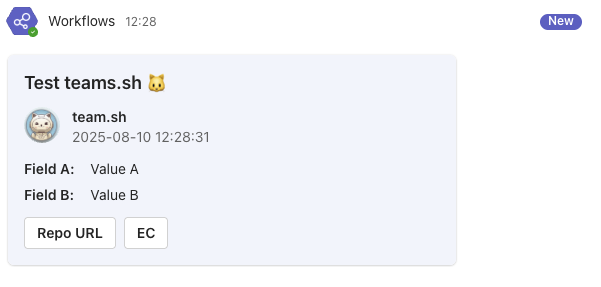 Workflows 12:28 New
Test teams.sh 🐱
team.sh
2025-08-10 12:28:31
Field A: Value A
Field B: Value B
Repo URL EC